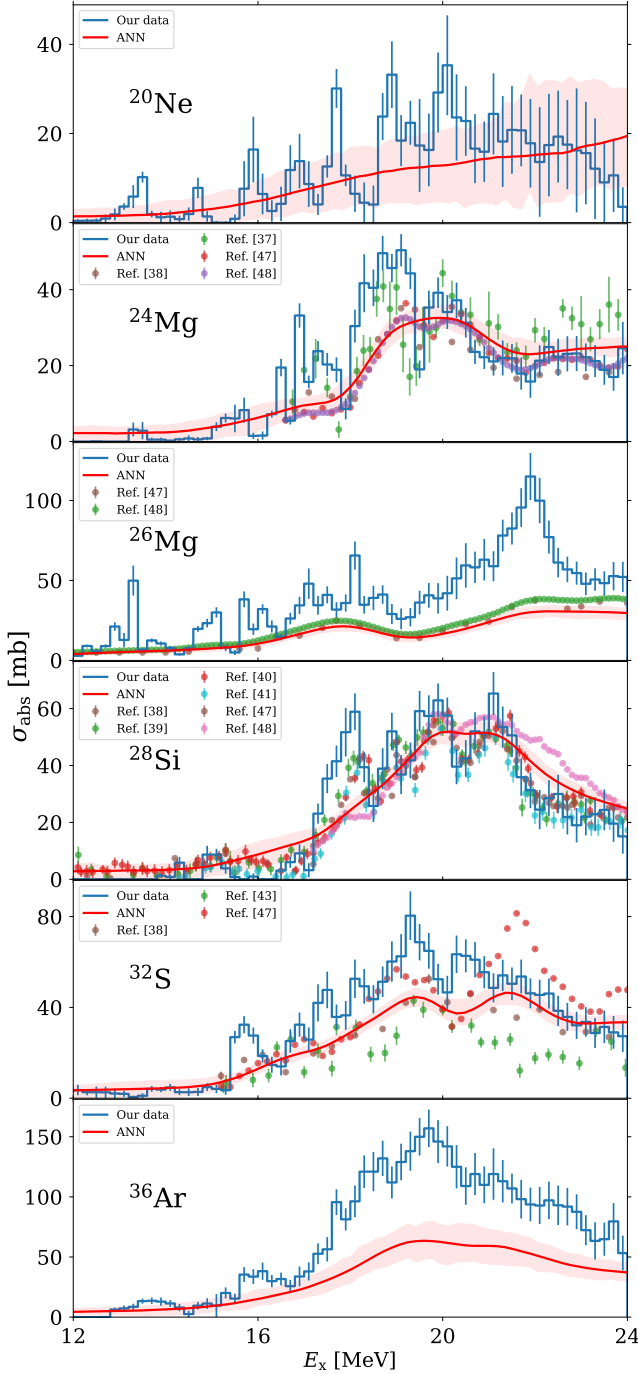 Our data
ANN
20Ne
40
20
0
Our data
ANN
Ref. [38]
Ref. [37]
Ref. [47]
Ref. [48]
24Mg
40
20
0
Our data
ANN
Ref. [47]
Ref. [48]
26Mg
100
50
0
σabs [mb]
Our data
ANN
Ref. [38]
Ref. [39]
Ref. [40]
Ref. [41]
Ref. [47]
Ref. [48]
28Si
60
40
20
0
Our data
ANN
Ref. [38]
Ref. [43]
Ref. [47]
32S
80
40
0
Our data
ANN
36Ar
150
100
50
0
12
16
20
24
Ex [MeV]